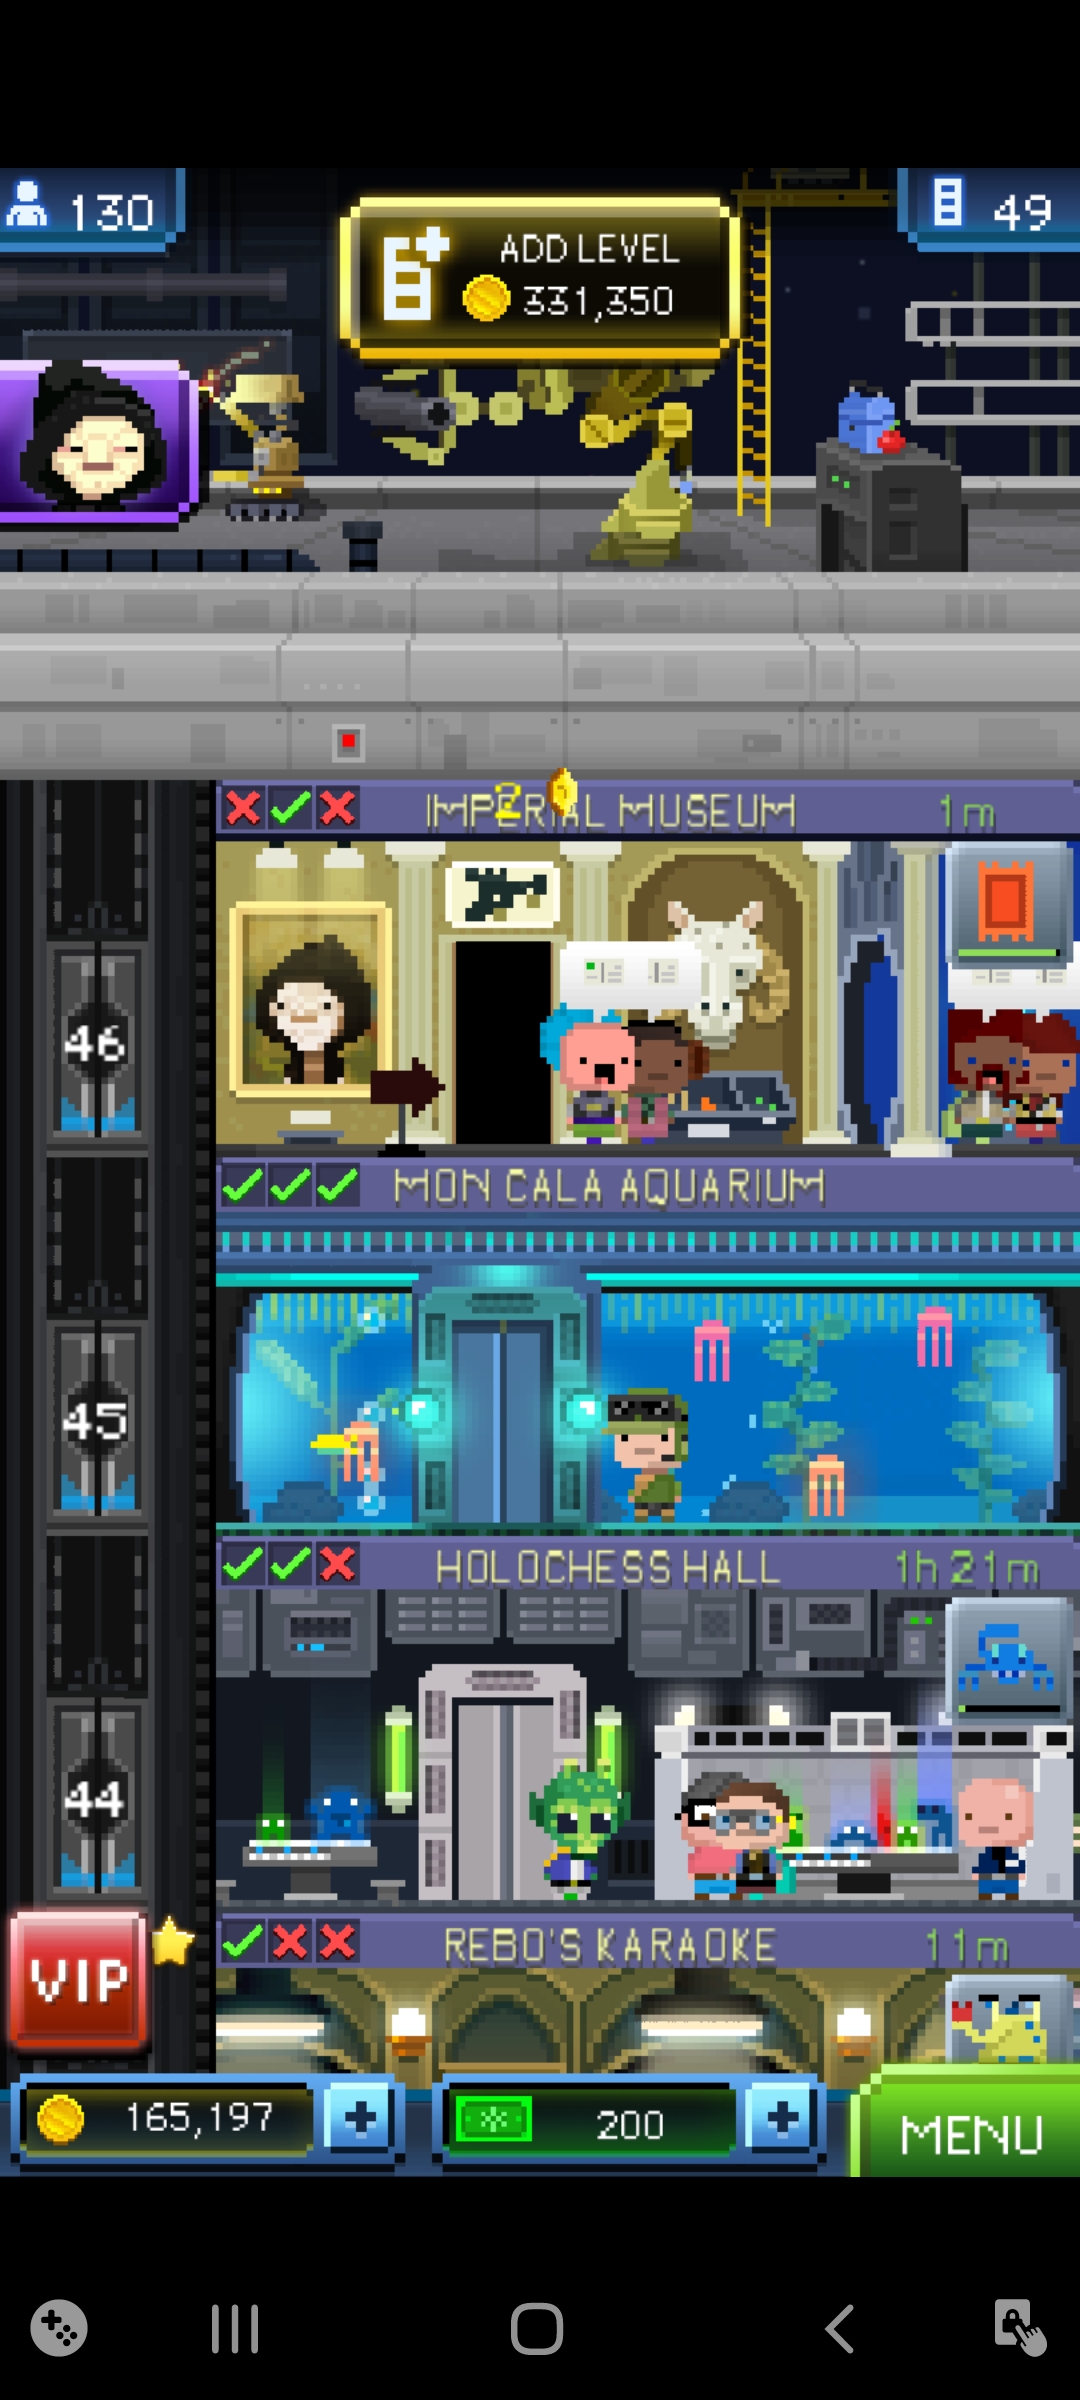 130
ADD LEVEL
331,350
49
2
IMPERIAL MUSEUM 1m
46
MON CALA AQUARIUM
45
HOLOCHESS HALL 1h 21m
44
REBO'S KARAOKE 11m
VIP
165,197
200
MENU